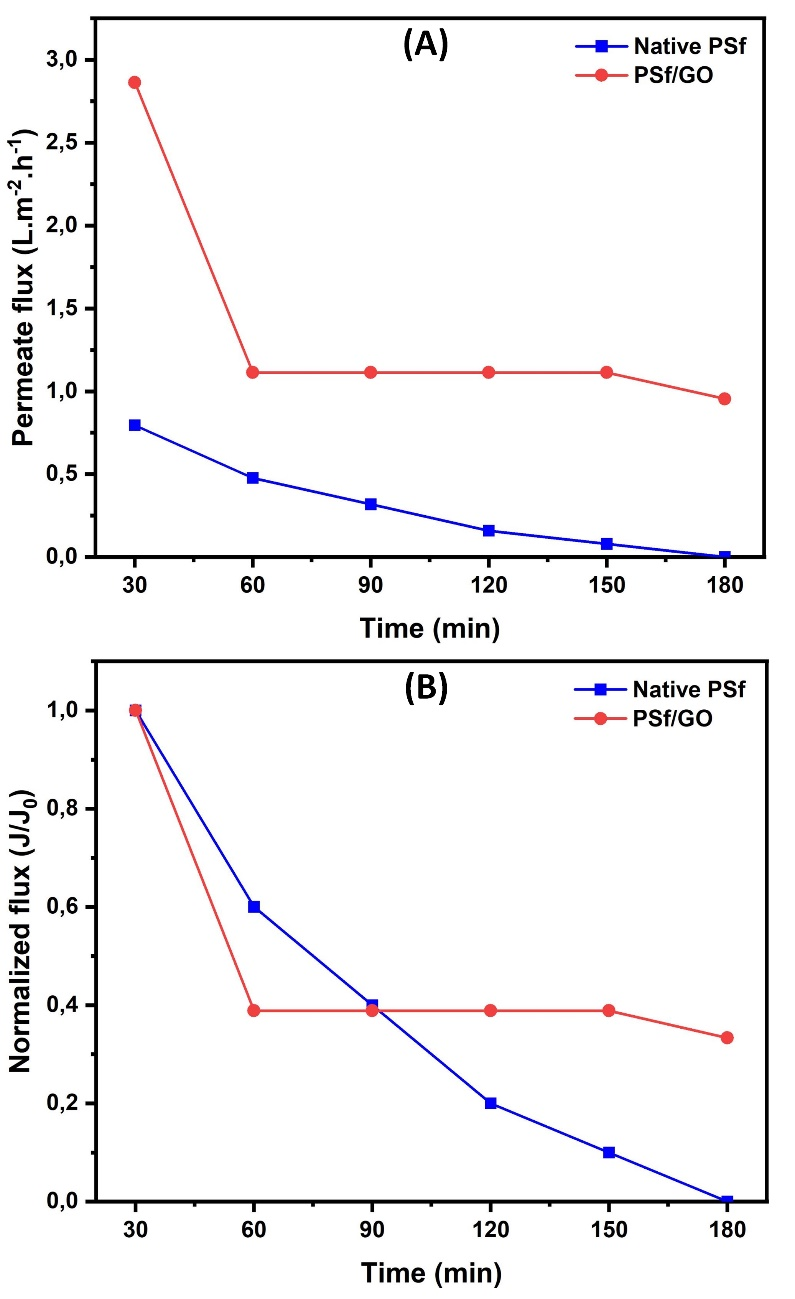 (A)
Native PSf
PSf/GO
Permeate flux (L.m⁻².h⁻¹)
3,0
2,5
2,0
1,5
1,0
0,5
0,0
30 60 90 120 150 180
Time (min)
(B)
Native PSf
PSf/GO
Normalized flux (J/J₀)
1,0
0,8
0,6
0,4
0,2
0,0
30 60 90 120 150 180
Time (min)